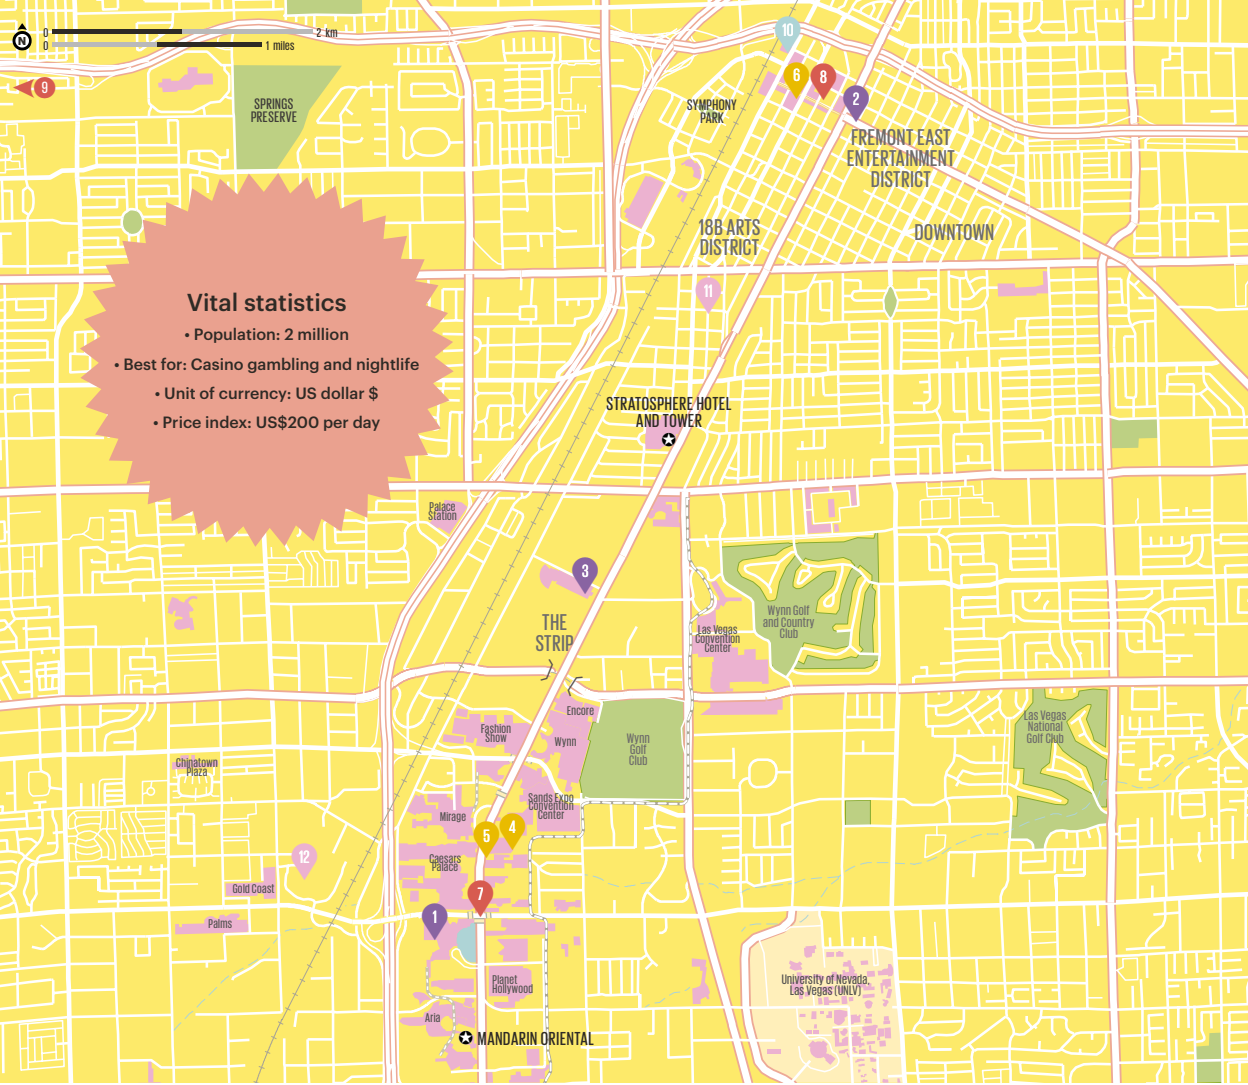 0
2 km
N
0
1 miles
10
9
6
8
2
SPRINGS
PRESERVE
SYMPHONY
PARK
FREMONT EAST
ENTERTAINMENT
DISTRICT
18B ARTS
DISTRICT
DOWNTOWN
11
Vital statistics
• Population: 2 million
• Best for: Casino gambling and nightlife
• Unit of currency: US dollar $
• Price index: US$200 per day
STRATOSPHERE HOTEL
AND TOWER
Palace
Station
3
THE
STRIP
Wynn Golf
and Country
Club
Las Vegas
Convention
Center
Encore
Fashion
Show
Wynn
Wynn
Golf
Club
Las Vegas
National
Golf Club
Chinatown
Plaza
Sands Expo
Convention
Center
Mirage
5
4
Caesars
Palace
12
Gold Coast
7
1
Palms
Planet
Hollywood
University of Nevada,
Las Vegas (UNLV)
Aria
MANDARIN ORIENTAL